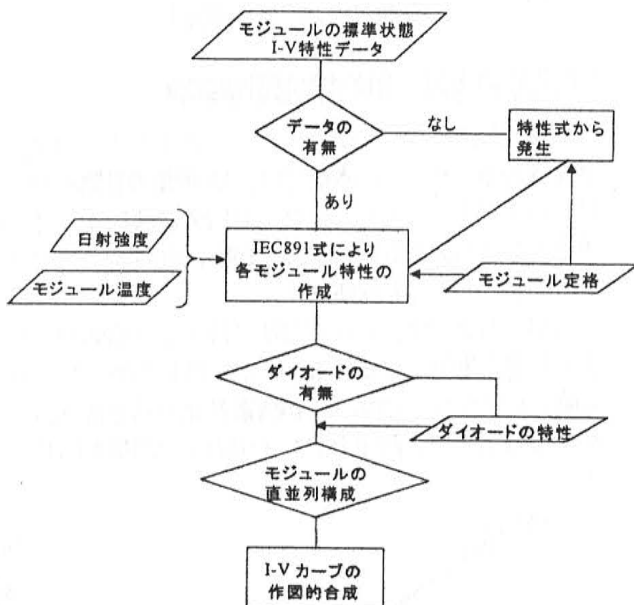 モジュールの標準状態
I-V特性データ
データの
有無
なし
特性式から
発生
あり
日射強度
モジュール温度
IEC891式により
各モジュール特性の
作成
モジュール定格
ダイオードの
有無
ダイオードの特性
モジュールの
直並列構成
I-Vカーブの
作図的合成